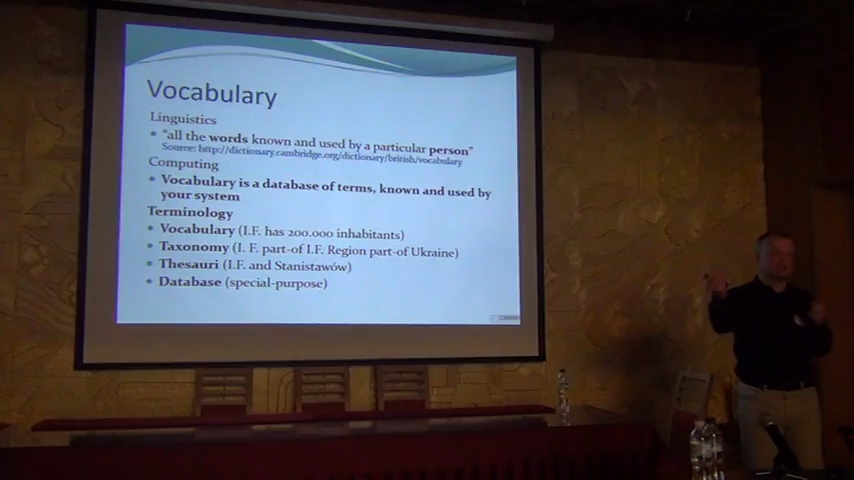 Vocabulary
Linguistics
• "all the words known and used by a particular person"
Source: http://dictionary.cambridge.org/dictionary/british/vocabulary
Computing
• Vocabulary is a database of terms, known and used by
your system
Terminology
• Vocabulary (I.F. has 200.000 inhabitants)
• Taxonomy (I. F. part-of I.F. Region part-of Ukraine)
• Thesauri (I.F. and Stanistawów)
• Database (special-purpose)